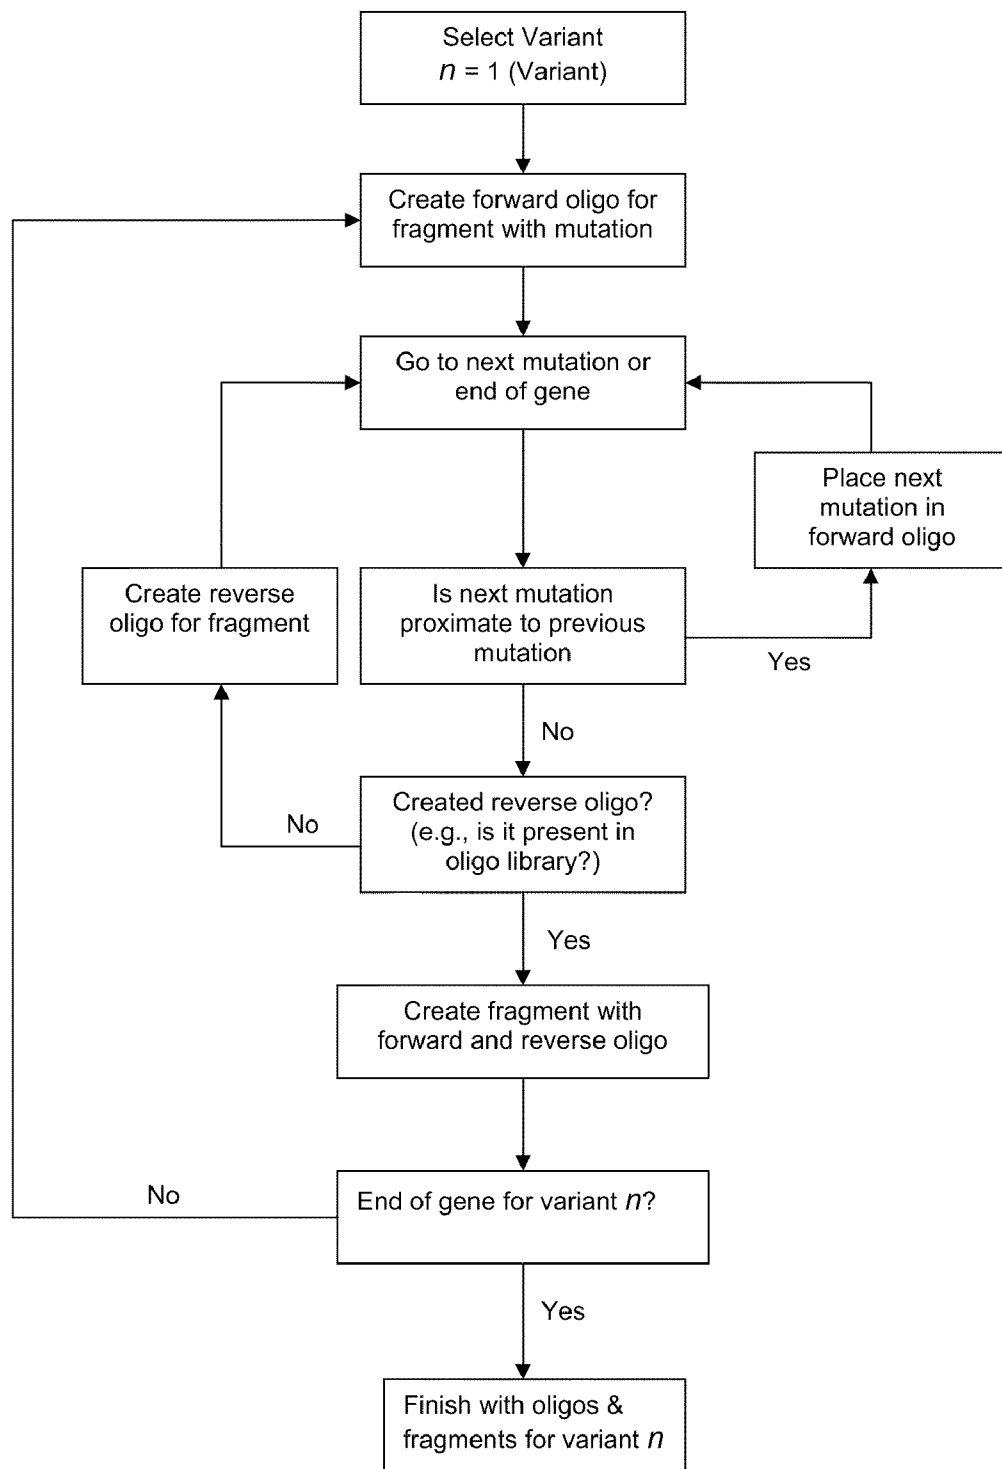 Select Variant
n = 1 (Variant)
Create forward oligo for
fragment with mutation
Go to next mutation or
end of gene
Place next
mutation in
forward oligo
Create reverse
oligo for fragment
Is next mutation
proximate to previous
mutation
Yes
No
Created reverse oligo?
(e.g., is it present in
oligo library?)
No
Yes
Create fragment with
forward and reverse oligo
No
End of gene for variant n?
Yes
Finish with oligos &
fragments for variant n